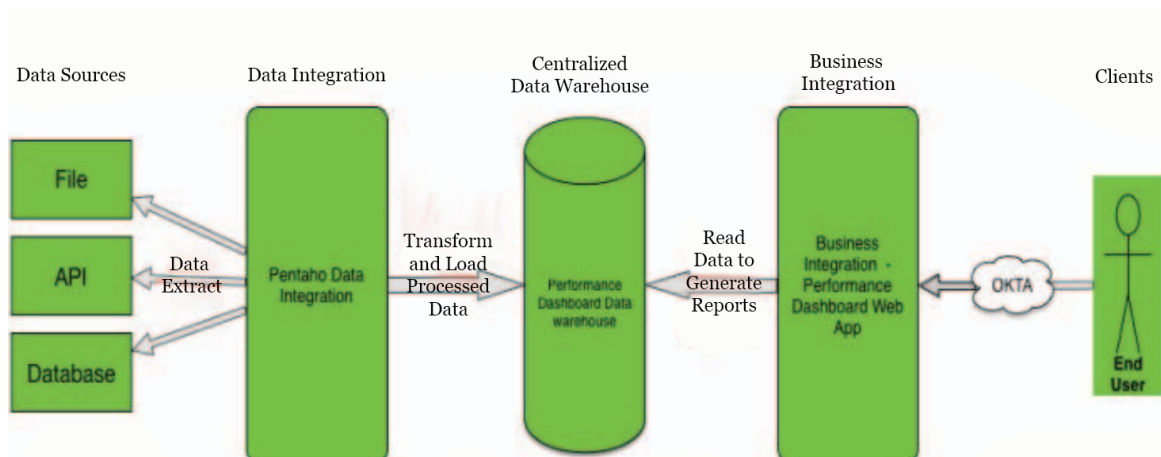 Data Sources
Data Integration
Centralized
Data Warehouse
Business
Integration
Clients
File
API
Database
Data
Extract
Pentaho Data
Integration
Transform
and Load
Processed
Data
Performance
Dashboard Data
warehouse
Read
Data to
Generate
Reports
Business
Integration -
Performance
Dashboard Web
App
OKTA
End
User